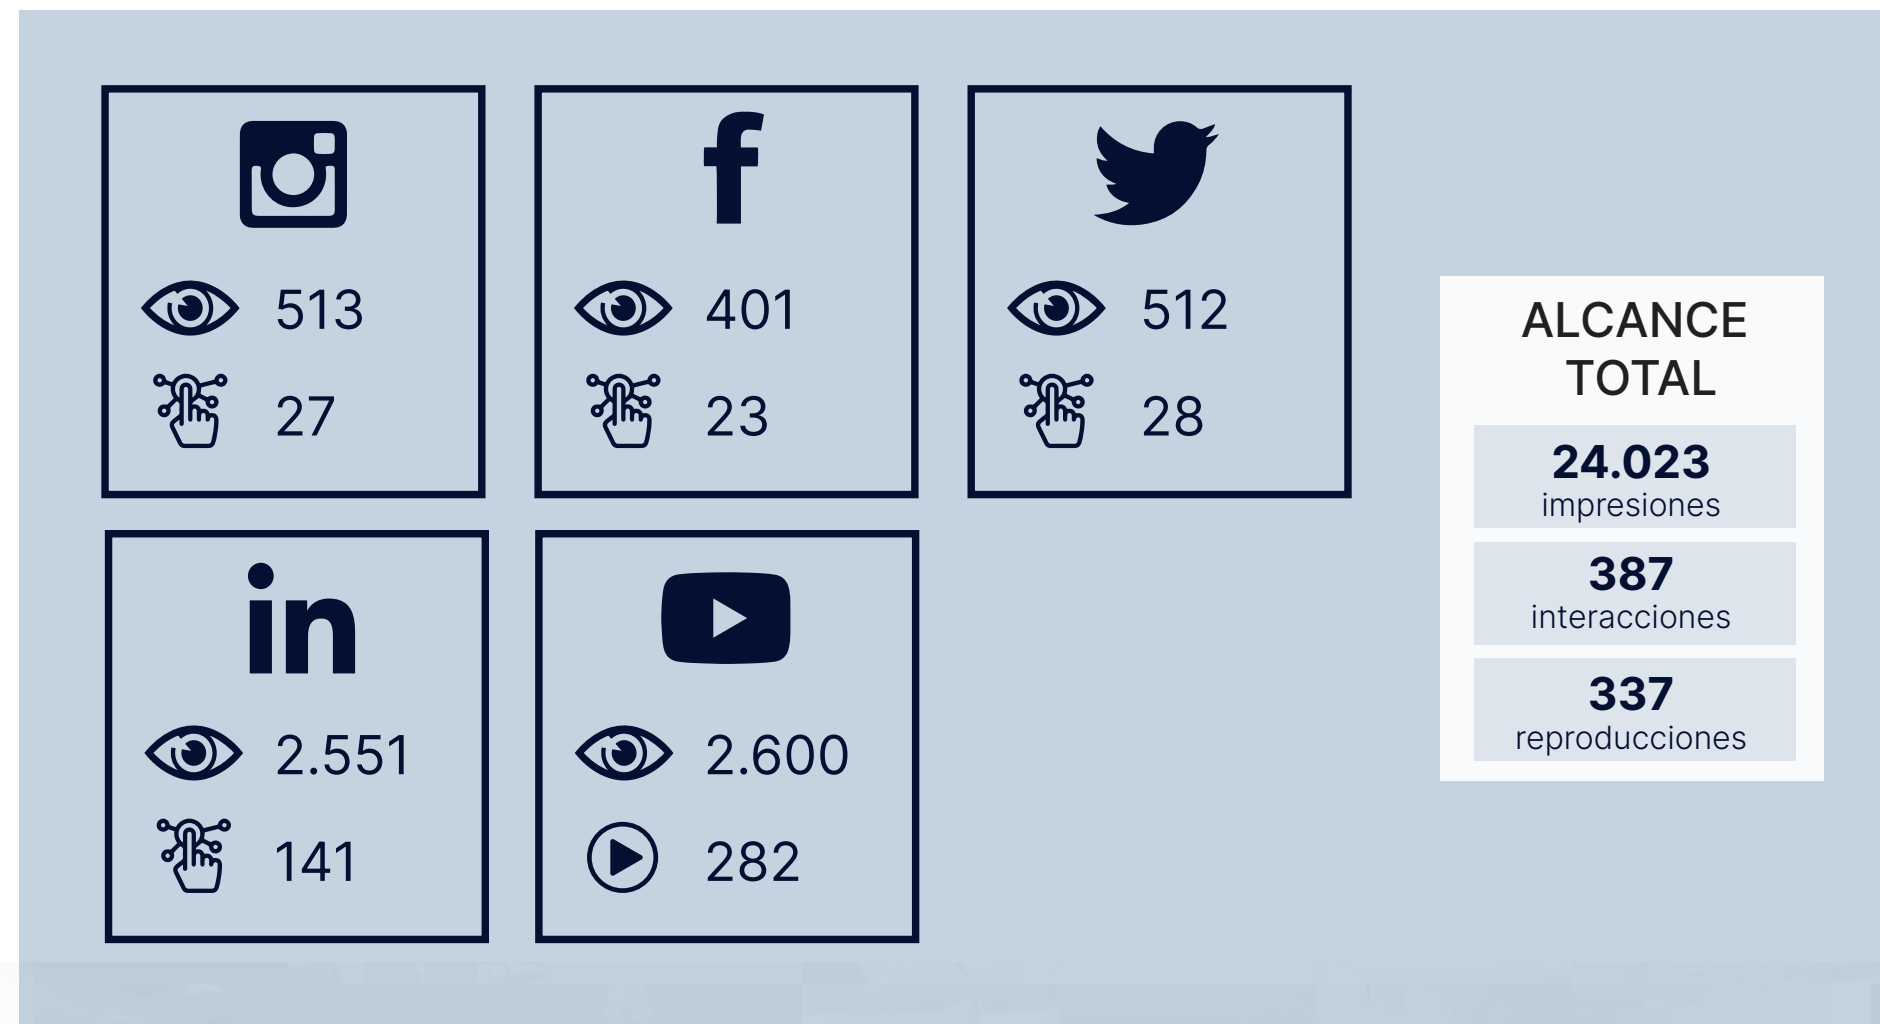 513
27
401
23
512
28
2.551
141
2.600
282
ALCANCE
TOTAL
24.023
impresiones
387
interacciones
337
reproducciones